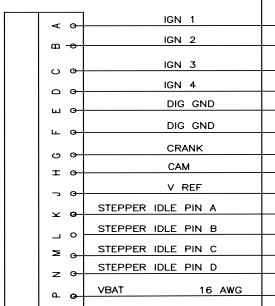 A IGN 1
B IGN 2
C IGN 3
D IGN 4
E DIG GND
F DIG GND
G CRANK
H CAM
J V REF
K STEPPER IDLE PIN A
L STEPPER IDLE PIN B
M STEPPER IDLE PIN C
N STEPPER IDLE PIN D
P VBAT 16 AWG